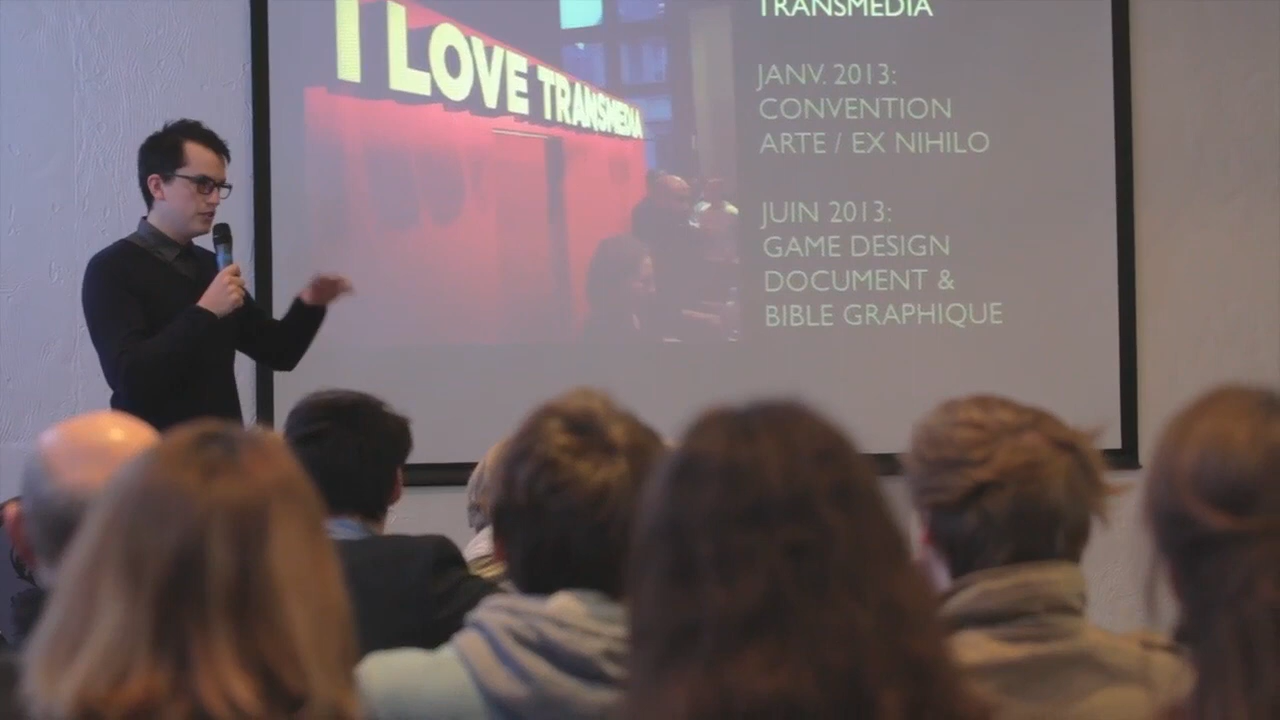 I LOVE TRANSMEDIA
TRANSMEDIA
JANV. 2013:
CONVENTION
ARTE / EX NIHILO
JUIN 2013:
GAME DESIGN
DOCUMENT &
BIBLE GRAPHIQUE